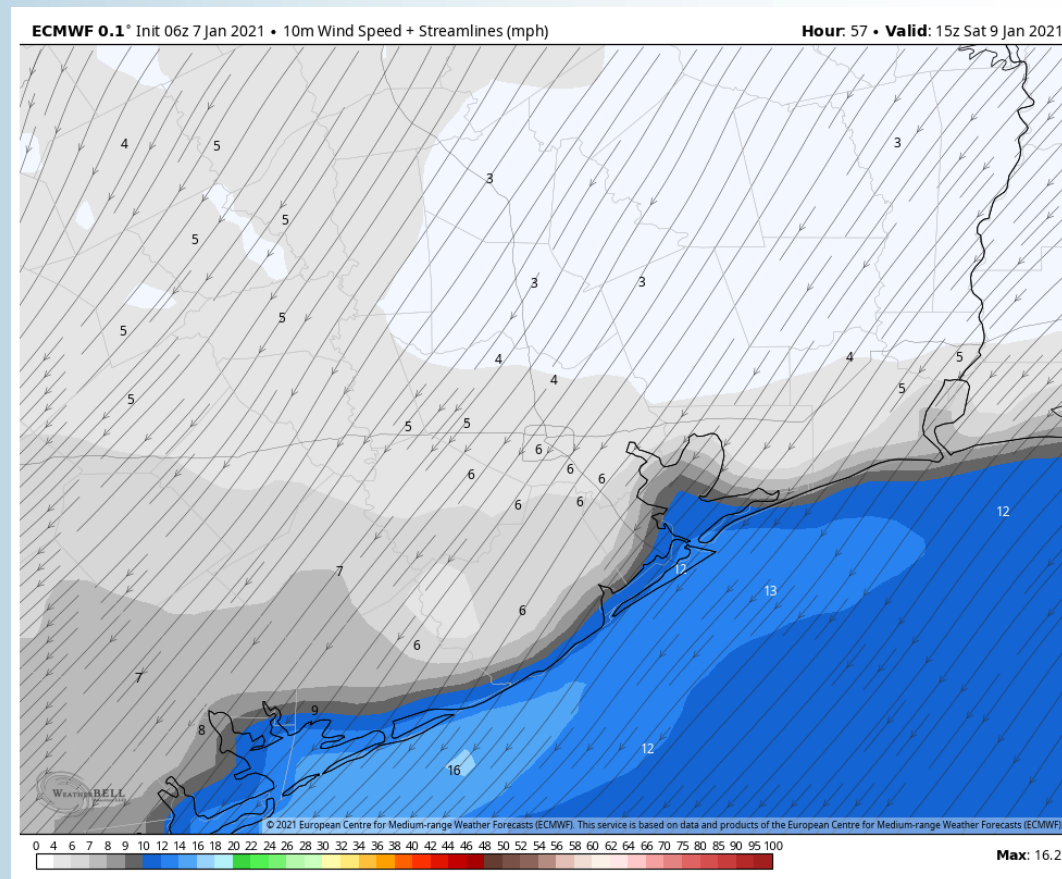 ECMWF 0.1° Init 06z 7 Jan 2021 • 10m Wind Speed + Streamlines (mph) Hour: 57 • Valid: 15z Sat 9 Jan 2021
4 5 3
3
5
5
3 3
5
5
4 4 5
4
5 5
5 5
6
6 6 6
6 6
12
12
7
13
6
6
7
9
8
12
16
WEATHERBELL
© 2021 European Centre for Medium-range Weather Forecasts (ECMWF). This service is based on data and products of the European Centre for Medium-range Weather Forecasts (ECMWF)
0 4 6 7 8 9 10 12 14 16 18 20 24 26 28 30 32 34 36 38 40 42 44 46 48 50 52 54 56 58 60 62 64 66 70 75 80 85 90 95 100
Max: 16.2